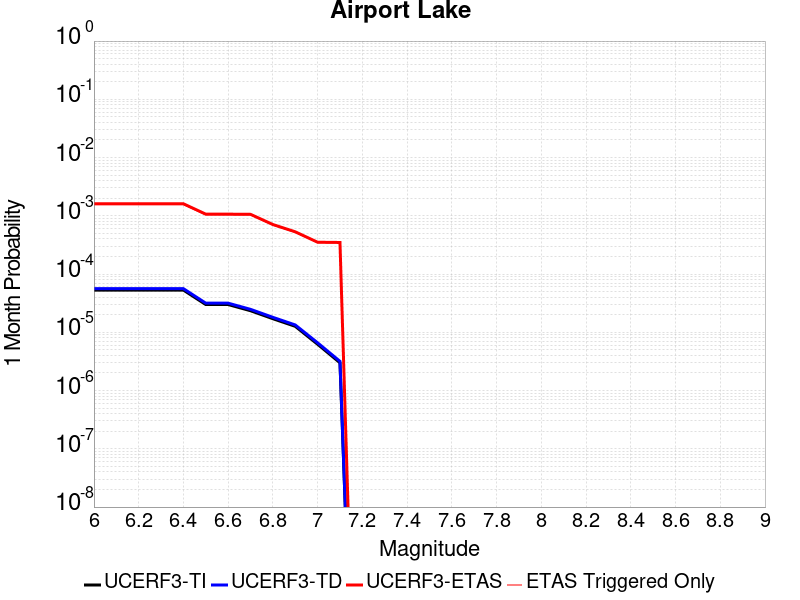 Airport Lake
10 0
10 -1
10 -2
10 -3
10 -4
10 -5
10 -6
10 -7
10 -8
1 Month Probability
6 6.2 6.4 6.6 6.8 7 7.2 7.4 7.6 7.8 8 8.2 8.4 8.6 8.8 9
Magnitude
UCERF3-TI UCERF3-TD UCERF3-ETAS ETAS Triggered Only